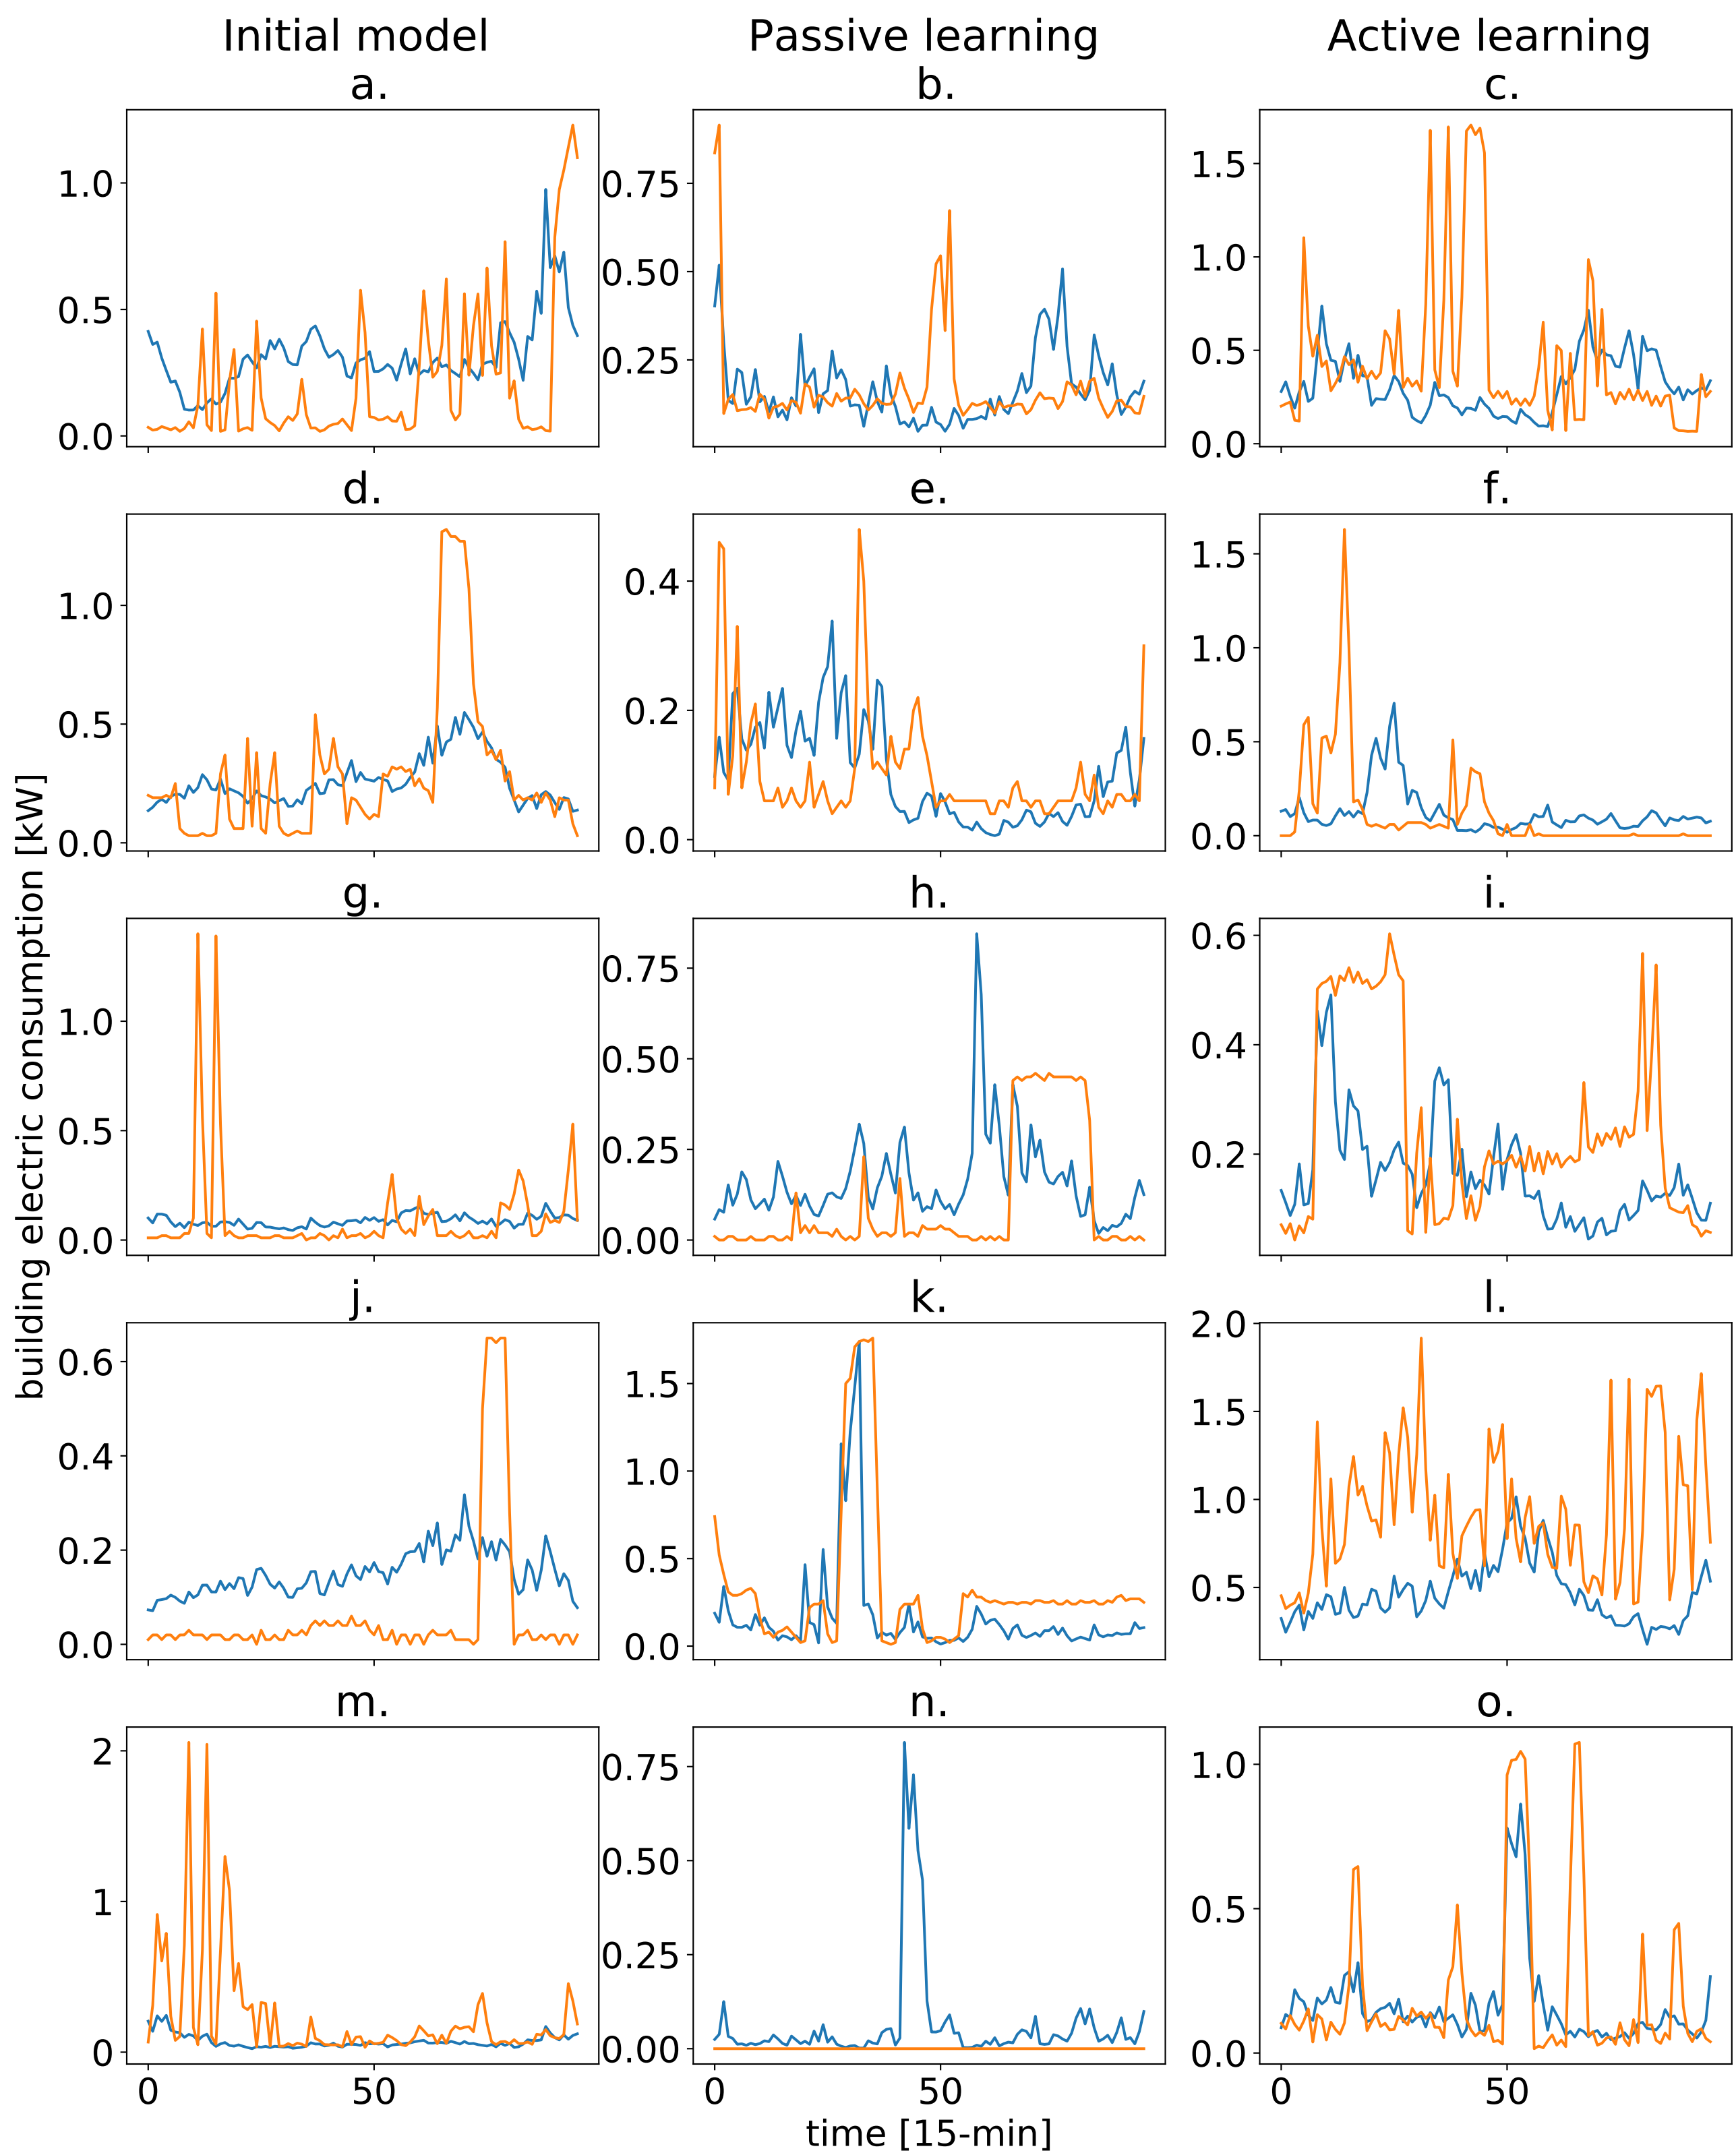 Initial model
Passive learning
Active learning
a.
b.
c.
1.0
0.5
0.0
0.75
0.50
0.25
1.5
1.0
0.5
0.0
d.
e.
f.
1.0
0.5
0.0
0.4
0.2
0.0
1.5
1.0
0.5
0.0
building electric consumption [kW]
g.
h.
i.
1.0
0.5
0.0
0.75
0.50
0.25
0.00
0.6
0.4
0.2
j.
k.
l.
0.6
0.4
0.2
0.0
1.5
1.0
0.5
0.0
2.0
1.5
1.0
0.5
m.
n.
o.
2
1
0
0.75
0.50
0.25
0.00
1.0
0.5
0.0
0 50
0 50
0 50
time [15-min]